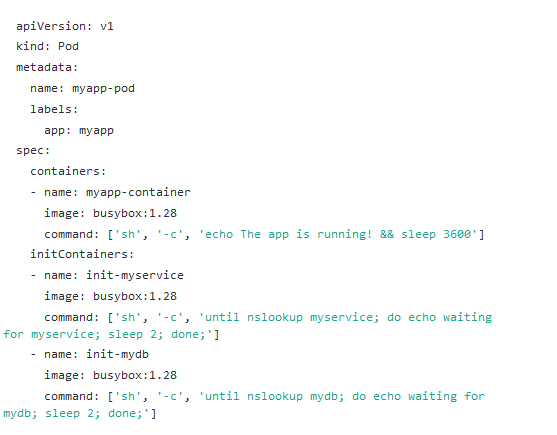 apiVersion: v1
kind: Pod
metadata:
  name: myapp-pod
  labels:
    app: myapp
spec:
  containers:
  - name: myapp-container
    image: busybox:1.28
    command: ['sh', '-c', 'echo The app is running! && sleep 3600']
  initContainers:
  - name: init-myservice
    image: busybox:1.28
    command: ['sh', '-c', 'until nslookup myservice; do echo waiting
for myservice; sleep 2; done;']
  - name: init-mydb
    image: busybox:1.28
    command: ['sh', '-c', 'until nslookup mydb; do echo waiting for
mydb; sleep 2; done;']